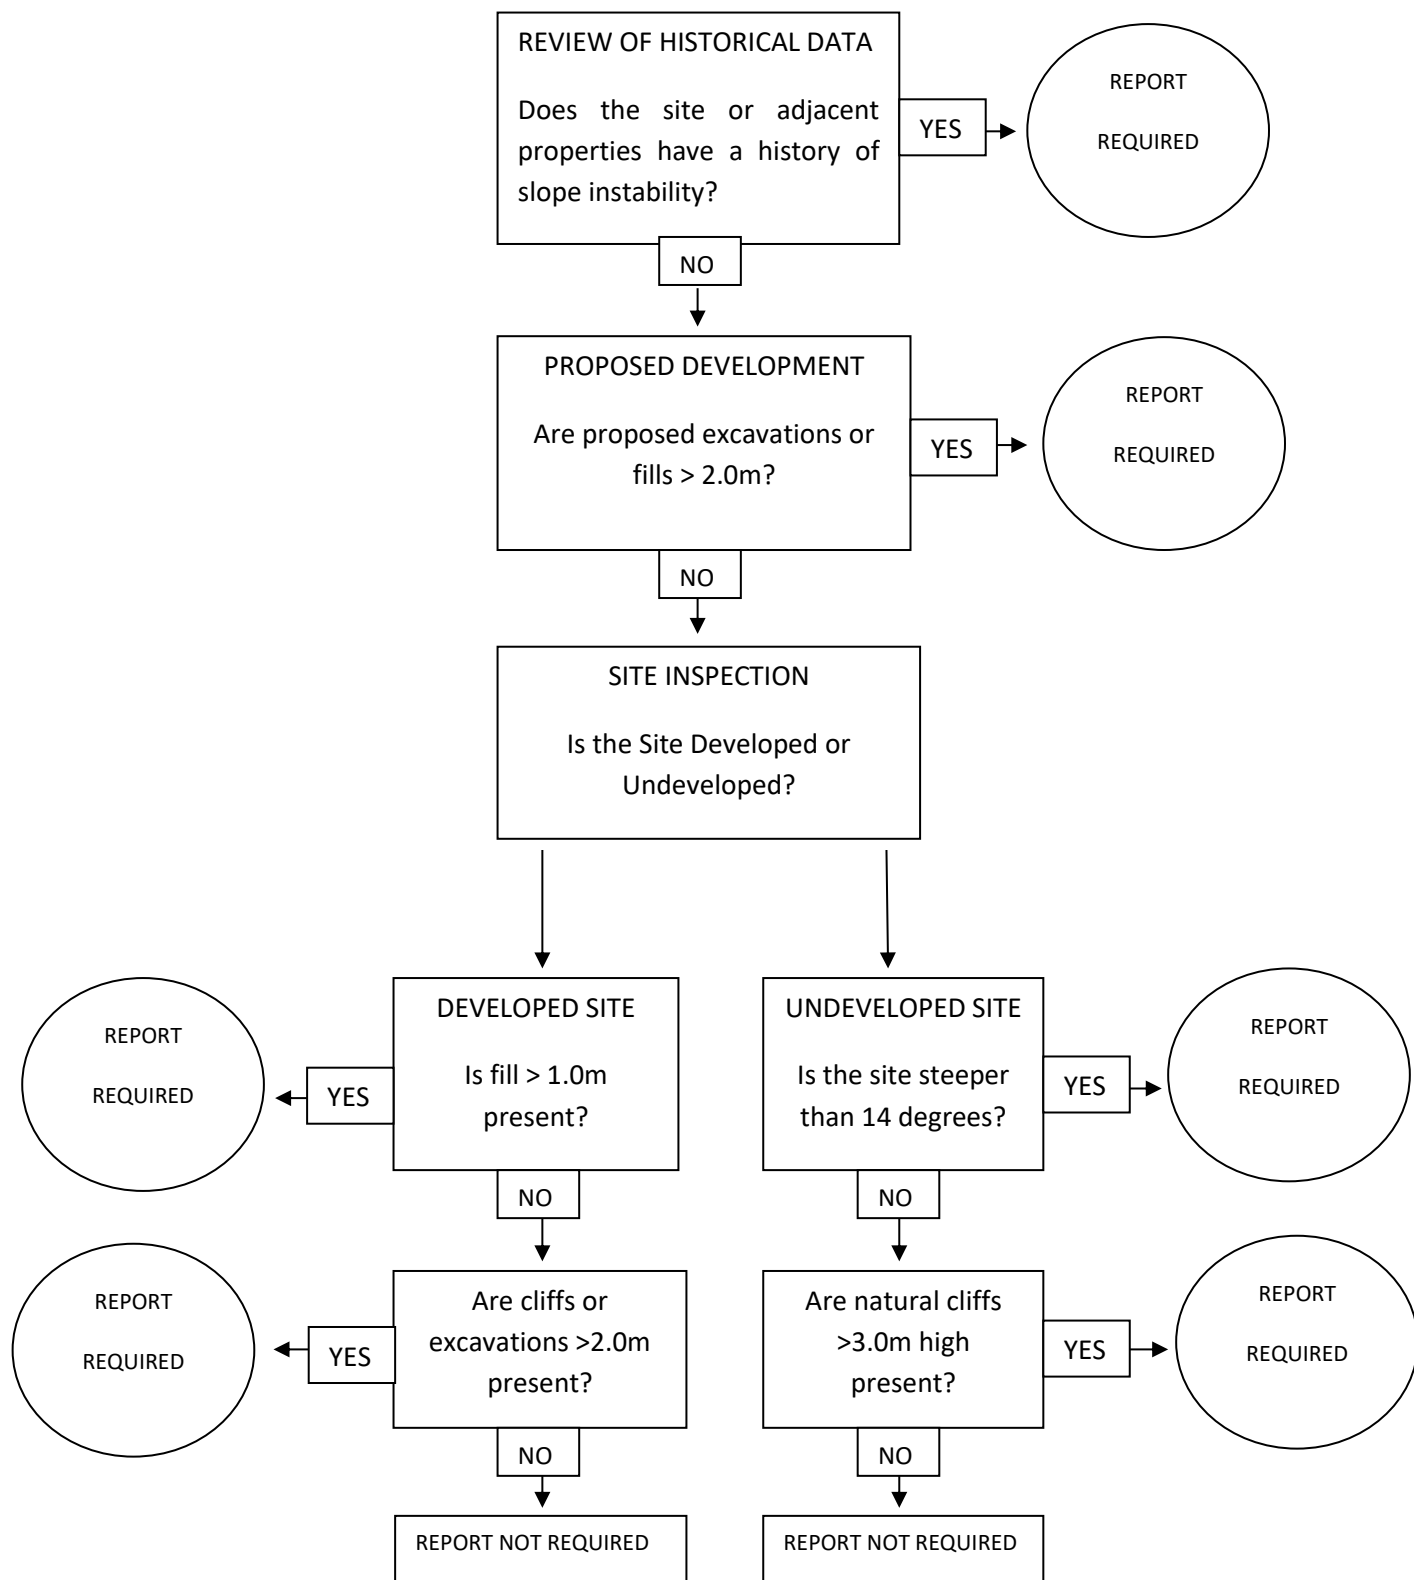 REVIEW OF HISTORICAL DATA
Does the site or adjacent
properties have a history of
slope instability?
YES
REPORT
REQUIRED
NO
PROPOSED DEVELOPMENT
Are proposed excavations or
fills > 2.0m?
YES
REPORT
REQUIRED
NO
SITE INSPECTION
Is the Site Developed or
Undeveloped?
DEVELOPED SITE
Is fill > 1.0m
present?
YES
REPORT
REQUIRED
NO
Are cliffs or
excavations >2.0m
present?
YES
REPORT
REQUIRED
NO
REPORT NOT REQUIRED
UNDEVELOPED SITE
Is the site steeper
than 14 degrees?
YES
REPORT
REQUIRED
NO
Are natural cliffs
>3.0m high
present?
YES
REPORT
REQUIRED
NO
REPORT NOT REQUIRED